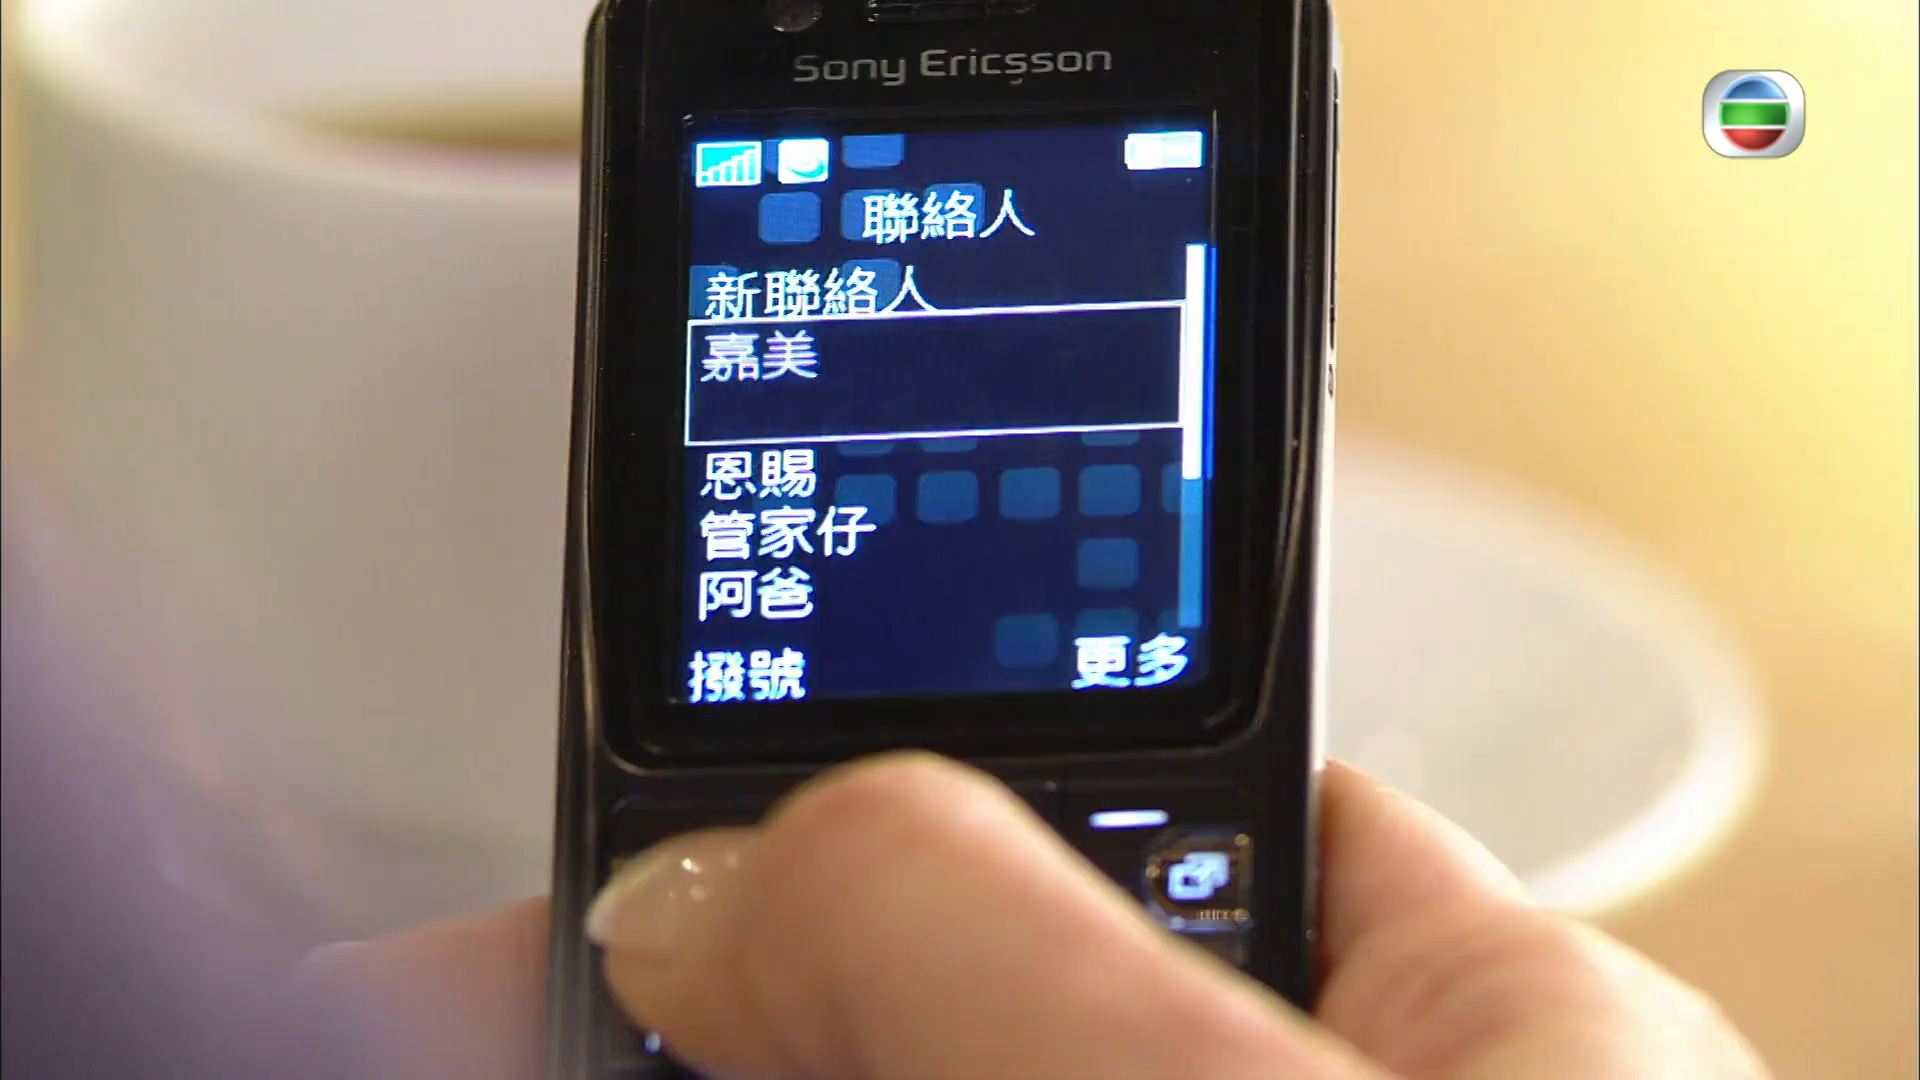 Sony Ericsson
聯絡人
新聯絡人
嘉美
恩賜
管家仔
阿爸
撥號
更多